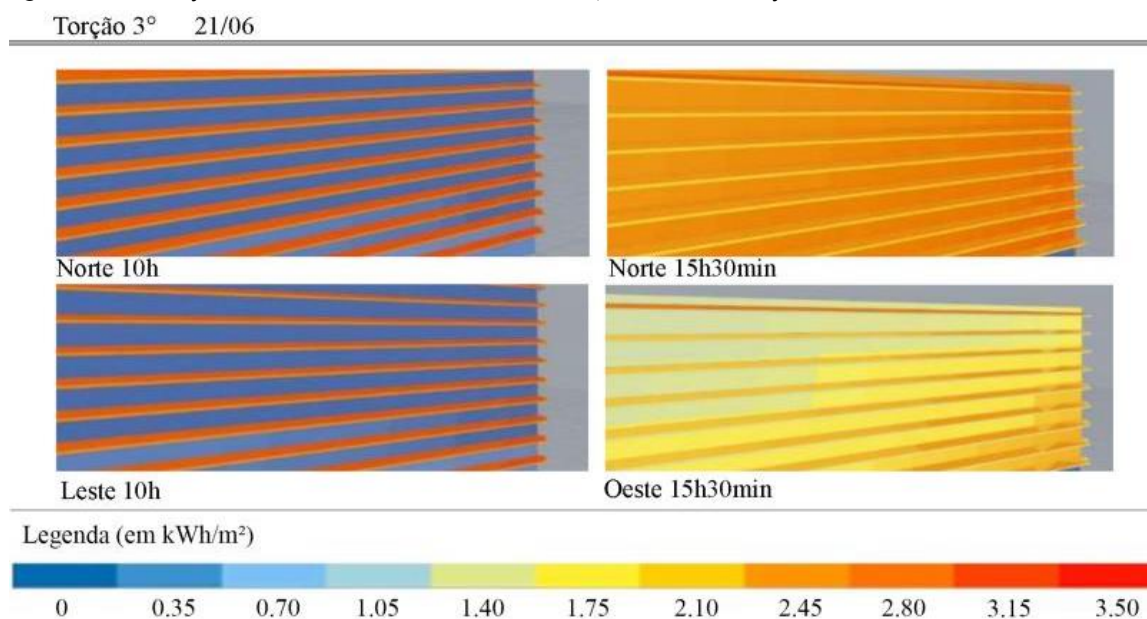 Torção 3° 21/06
Norte 10h
Norte 15h30min
Leste 10h
Oeste 15h30min
Legenda (em kWh/m²)
0 0.35 0.70 1.05 1.40 1.75 2.10 2.45 2.80 3.15 3.50